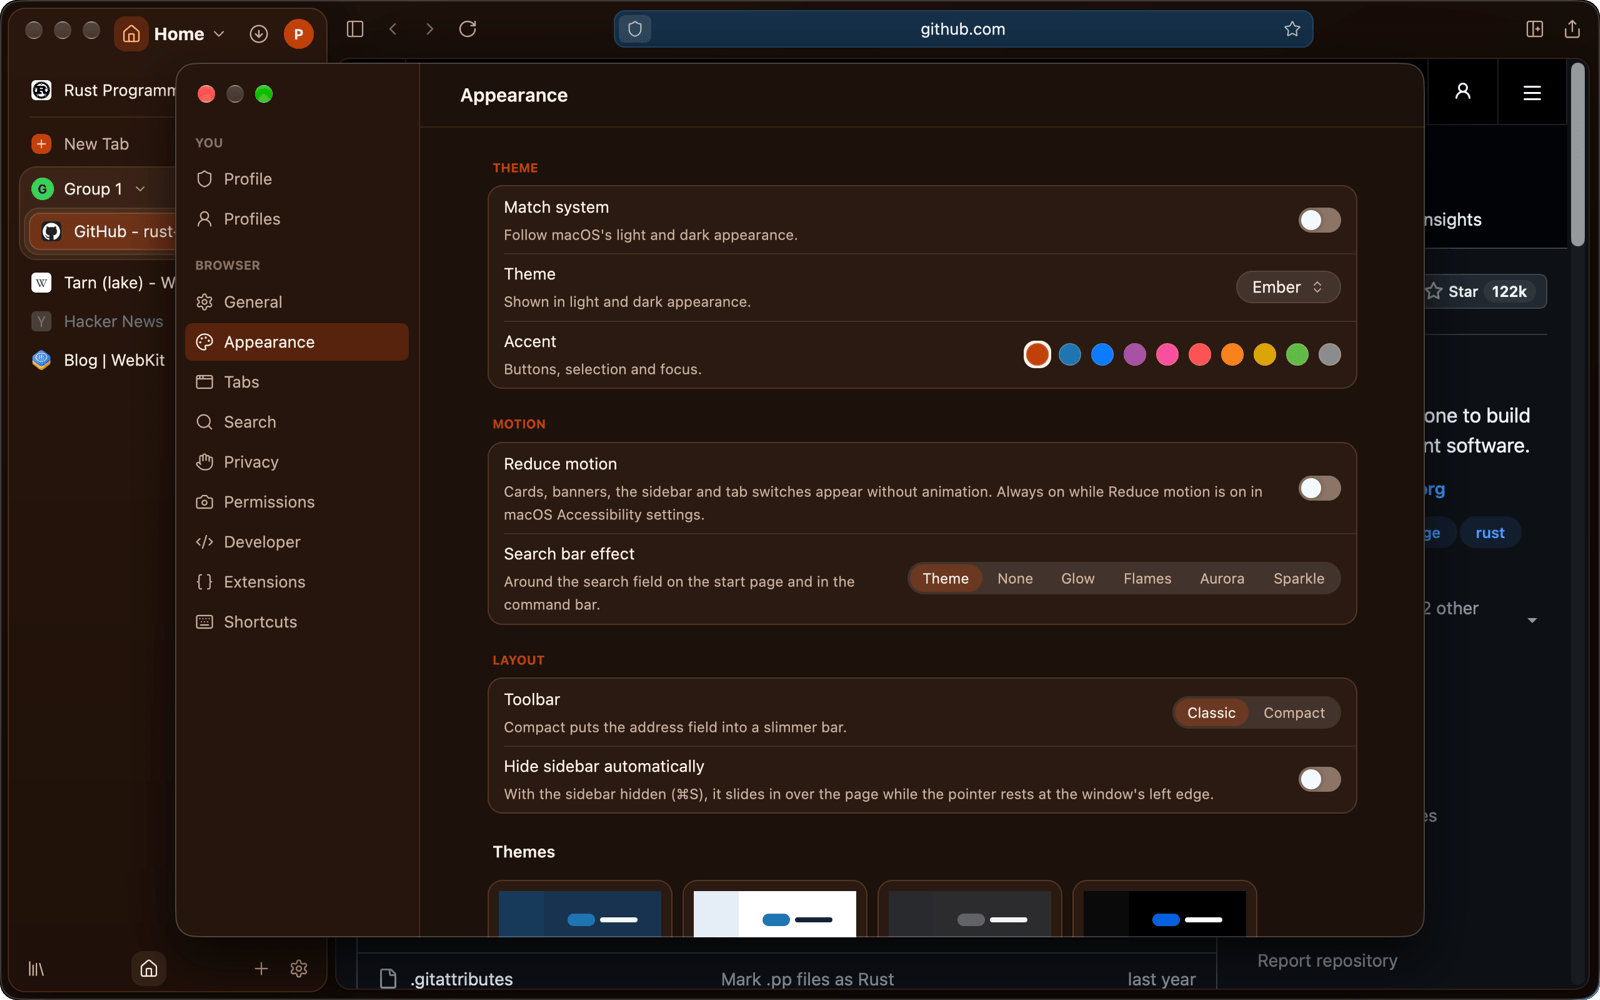 Home
P
github.com
Rust Programm
New Tab
G
Group 1
GitHub - rust-
W
Tarn (lake) - W
Y
Hacker News
Blog | WebKit
YOU
Profile
Profiles
BROWSER
General
Appearance
Tabs
Search
Privacy
Permissions
Developer
Extensions
Shortcuts
Appearance
THEME
Match system
Follow macOS's light and dark appearance.
Theme
Shown in light and dark appearance.
Ember
Accent
Buttons, selection and focus.
MOTION
Reduce motion
Cards, banners, the sidebar and tab switches appear without animation. Always on while Reduce motion is on in
macOS Accessibility settings.
Search bar effect
Around the search field on the start page and in the
command bar.
Theme None Glow Flames Aurora Sparkle
LAYOUT
Toolbar
Compact puts the address field into a slimmer bar.
Classic Compact
Hide sidebar automatically
With the sidebar hidden (⌘S), it slides in over the page while the pointer rests at the window's left edge.
Themes
nsights
Star 122k
one to build
nt software.
org
ge rust
2 other
es
Report repository
.gitattributes Mark .pp files as Rust last year